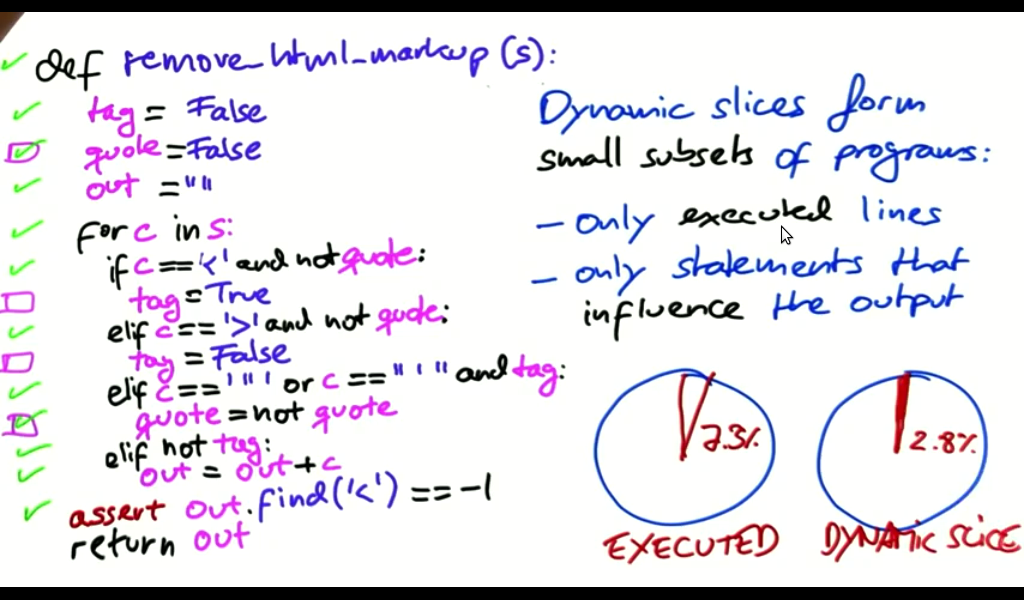 def remove_html_markup(s):
tag = False
quote = False
out = ""
for c in s:
if c == '<' and not quote:
tag = True
elif c == '>' and not quote:
tag = False
elif c == '"' or c == "'" and tag:
quote = not quote
elif not tag:
out = out + c
assert out.find('<') == -1
return out
Dynamic slices form
small subsets of programs:
- only executed lines
- only statements that
influence the output
7.3%
EXECUTED
2.8%
DYNAMIC SLICE